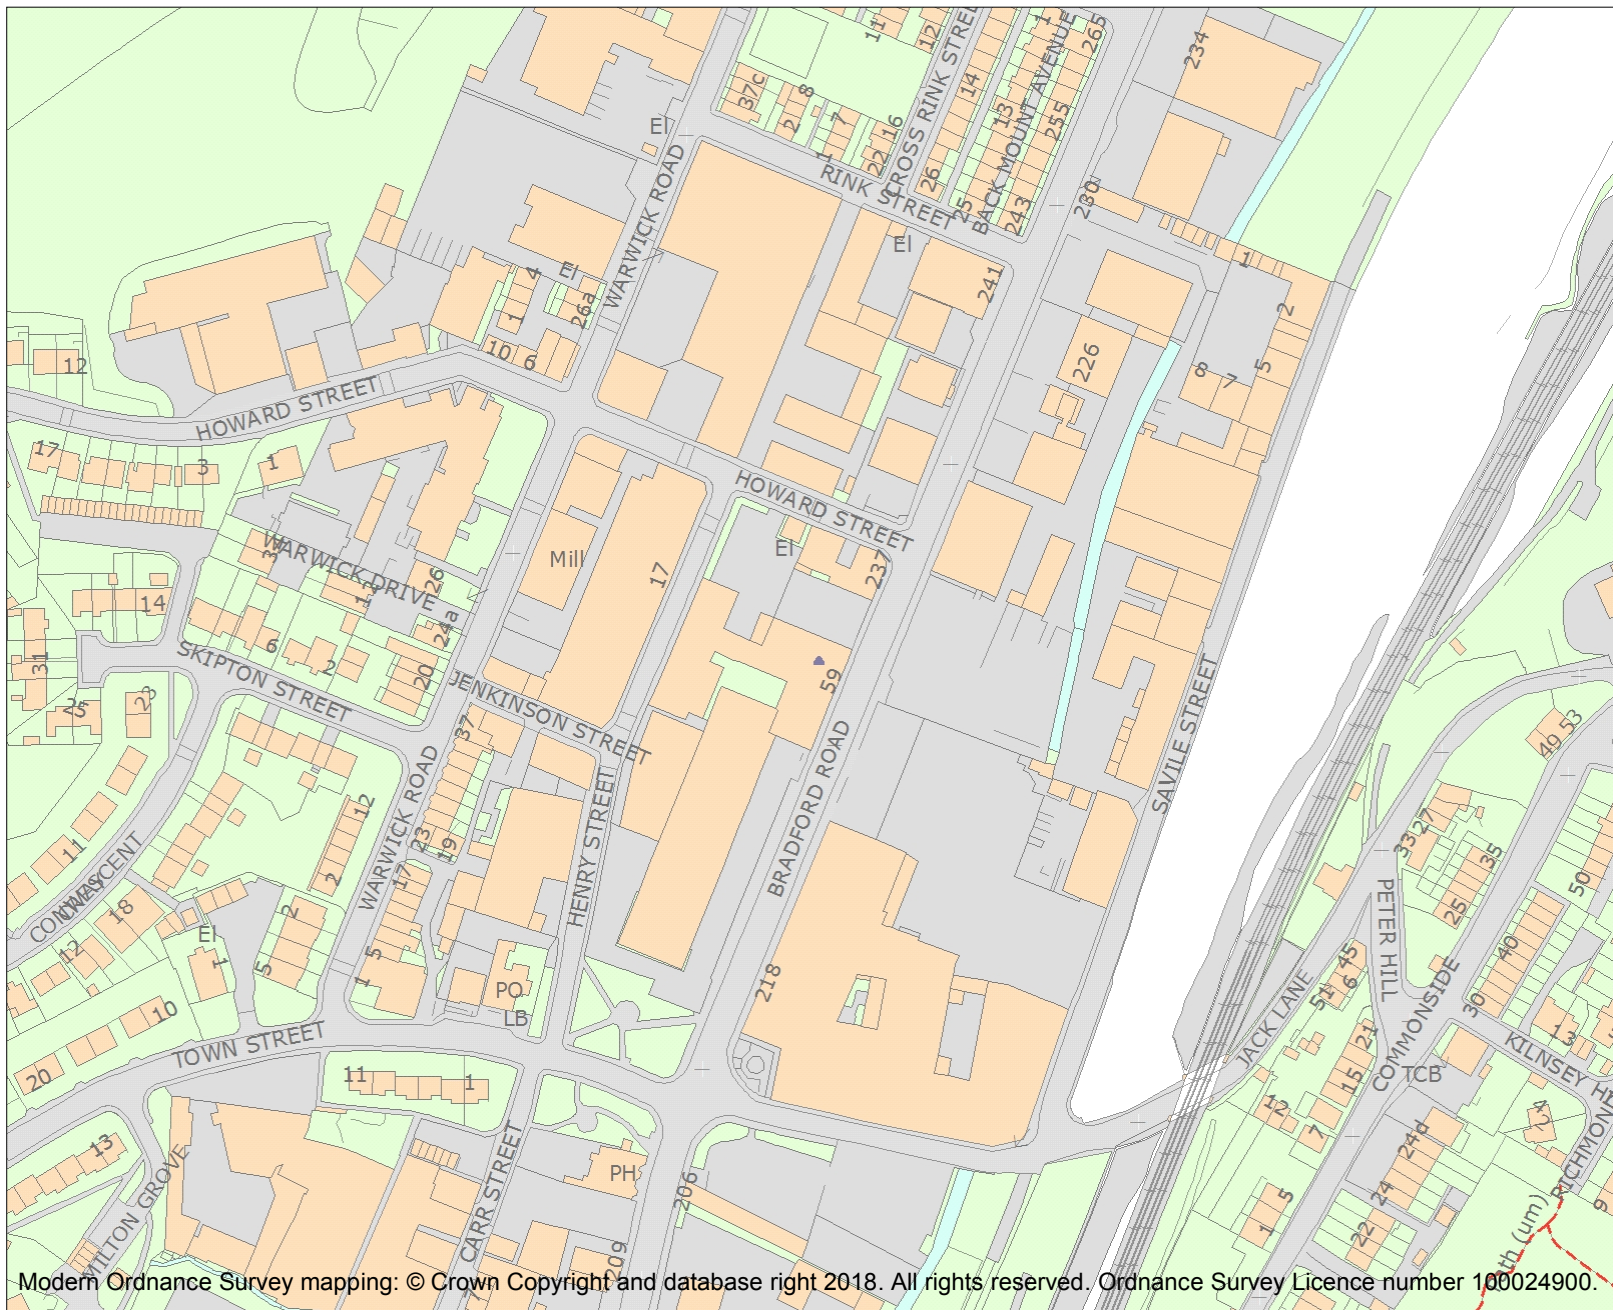 11
12
CROSS RINK STREET
14
1
BACK MOUNT AVENUE
265
234
37c
8
2
7
1
16
22
13
255
26
25
243
El
WARWICK ROAD
RINK STREET
230
El
241
1
2
El
4
1
26a
10
6
12
HOWARD STREET
226
8
7
5
17
3
1
HOWARD STREET
El
237
Mill
17
WARWICK DRIVE
12
26
24a
14
6
2
20
31
25
23
SKIPTON STREET
JENKINSON STREET
37
59
BRADFORD ROAD
SAVILE STREET
WARWICK ROAD
HENRY STREET
12
2
23
19
17
11
18
12
El
1
2
5
5
1
PO
LB
218
49
53
33
27
35
25
50
40
30
PETER HILL
45
6
51
21
15
JACK LANE
COMMONSIDE
TCB
KILNSEY
13
10
20
TOWN STREET
11
1
12
7
4
2
RICHMOND
13
MILTON GROVE
CARR STREET
PH
206
209
24d
24
22
5
1
9
Path (um)
Modern Ordnance Survey mapping: © Crown Copyright and database right 2018. All rights reserved. Ordnance Survey Licence number 100024900.